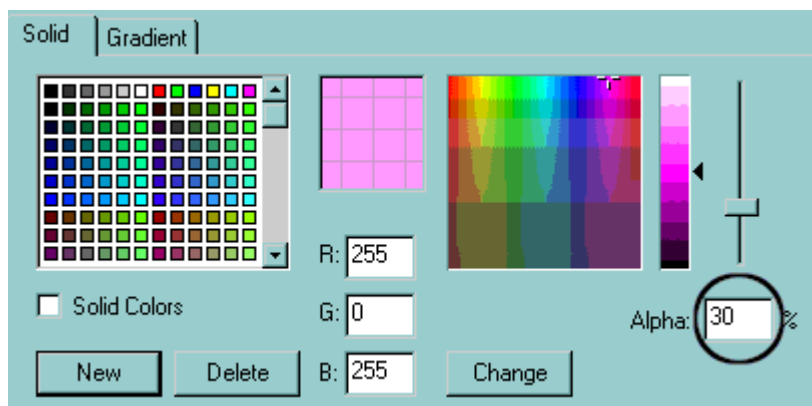 Solid Gradient
R: 255
Solid Colors
G: 0
Alpha: 30 %
New Delete B: 255 Change